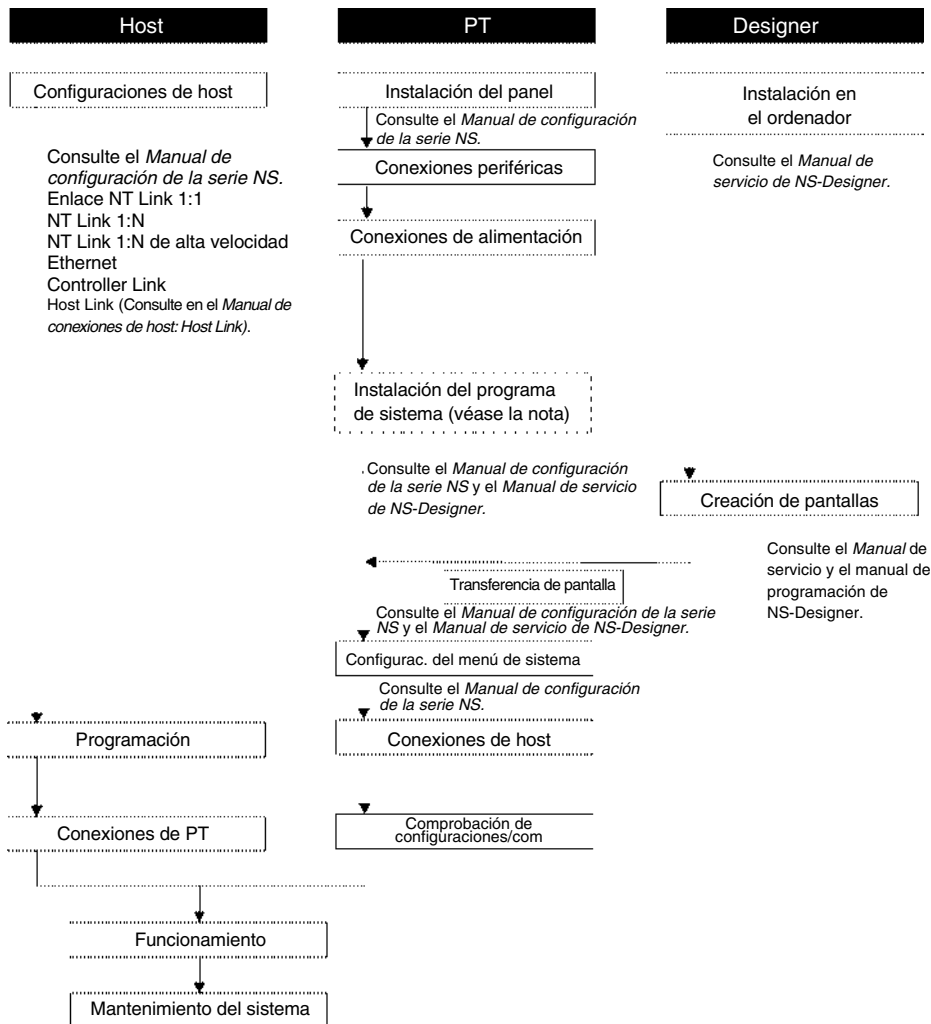 Host
PT
Designer
Configuraciones de host
Instalación del panel
Instalación en
el ordenador
Consulte el Manual de configuración
de la serie NS.
Consulte el Manual de
configuración de la serie NS.
Enlace NT Link 1:1
NT Link 1:N
NT Link 1:N de alta velocidad
Ethernet
Controller Link
Host Link (Consulte en el Manual de
conexiones de host: Host Link).
Conexiones periféricas
Consulte el Manual de
servicio de NS-Designer.
Conexiones de alimentación
Instalación del programa
de sistema (véase la nota)
Consulte el Manual de configuración
de la serie NS y el Manual de servicio
de NS-Designer.
Creación de pantallas
Consulte el Manual de
servicio y el manual de
programación de
NS-Designer.
Transferencia de pantalla
Consulte el Manual de configuración de la serie
NS y el Manual de servicio de NS-Designer.
Configurac. del menú de sistema
Consulte el Manual de configuración
de la serie NS.
Programación
Conexiones de host
Conexiones de PT
Comprobación de
configuraciones/com
Funcionamiento
Mantenimiento del sistema